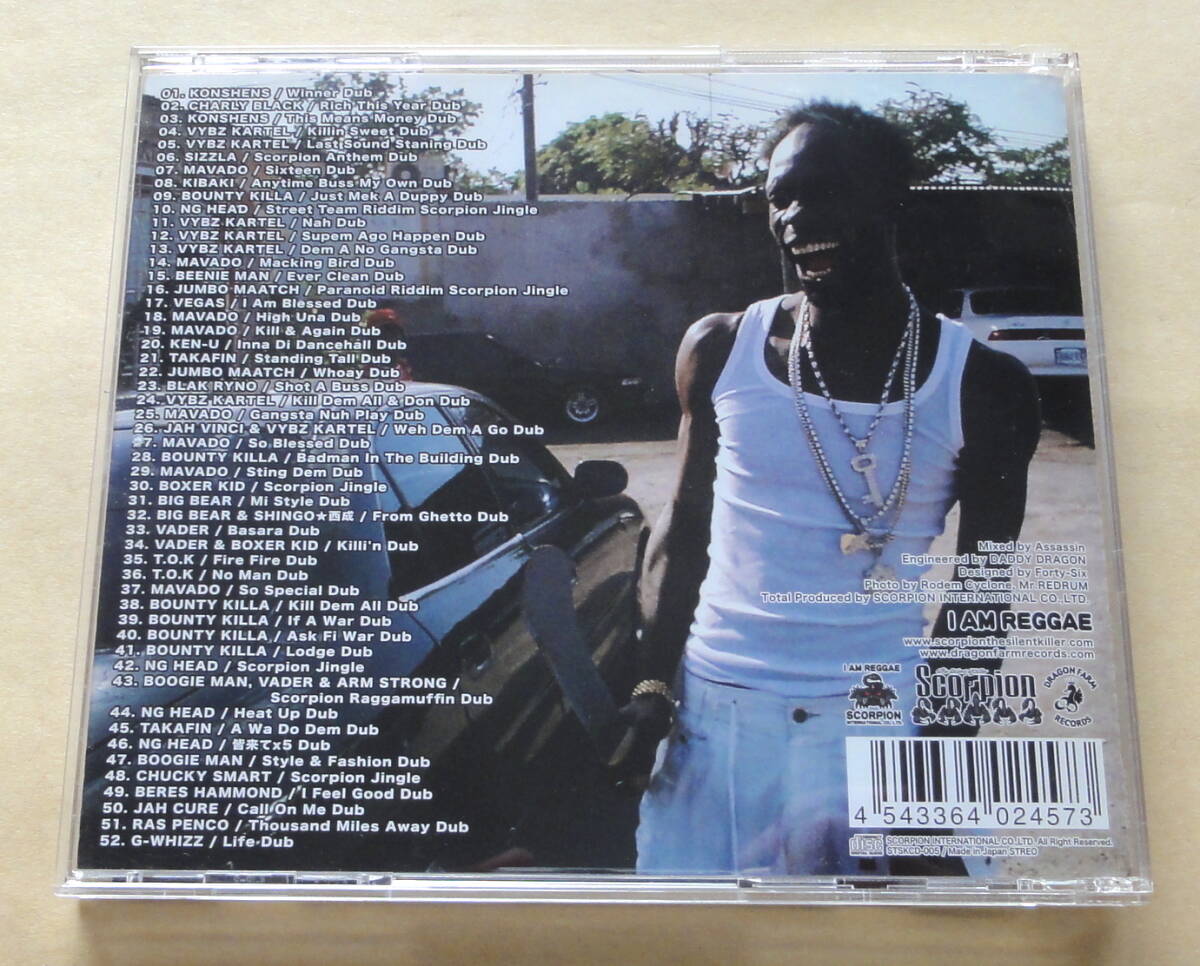 01. KONSHENS / Winner Dub
02. CHARLY BLACK / Rich This Year Dub
03. KONSHENS / This Means Money Dub
04. VYBZ KARTEL / Killin Sweet Dub
05. VYBZ KARTEL / Last Sound Staning Dub
06. SIZZLA / Scorpion Anthem Dub
07. MAVADO / Sixteen Dub
08. KIBAKI / Anytime Buss My Own Dub
09. BOUNTY KILLA / Just Mek A Duppy Dub
10. NG HEAD / Street Team Riddim Scorpion Jingle
11. VYBZ KARTEL / Nah Dub
12. VYBZ KARTEL / Supem Ago Happen Dub
13. VYBZ KARTEL / Dem A No Gangsta Dub
14. MAVADO / Macking Bird Dub
15. BEENIE MAN / Ever Clean Dub
16. JUMBO MAATCH / Paranoid Riddim Scorpion Jingle
17. VEGAS / I Am Blessed Dub
18. MAVADO / High Una Dub
19. MAVADO / Kill & Again Dub
20. KEN-U / Inna Di Dancehall Dub
21. TAKAFIN / Standing Tall Dub
22. JUMBO MAATCH / Whoay Dub
23. BLAK RYNO / Shot A Buss Dub
24. VYBZ KARTEL / Kill Dem All & Don Dub
25. MAVADO / Gangsta Nuh Play Dub
26. JAH VINCI & VYBZ KARTEL / Weh Dem A Go Dub
27. MAVADO / So Blessed Dub
28. BOUNTY KILLA / Badman In The Building Dub
29. MAVADO / Sting Dem Dub
30. BOXER KID / Scorpion Jingle
31. BIG BEAR / Mi Style Dub
32. BIG BEAR & SHINGO★西成 / From Ghetto Dub
33. VADER / Basara Dub
34. VADER & BOXER KID / Killi'n Dub
35. T.O.K / Fire Fire Dub
36. T.O.K / No Man Dub
37. MAVADO / So Special Dub
38. BOUNTY KILLA / Kill Dem All Dub
39. BOUNTY KILLA / If A War Dub
40. BOUNTY KILLA / Ask Fi War Dub
41. BOUNTY KILLA / Lodge Dub
42. NG HEAD / Scorpion Jingle
43. BOOGIE MAN, VADER & ARM STRONG /
Scorpion Raggamuffin Dub
44. NG HEAD / Heat Up Dub
45. TAKAFIN / A Wa Do Dem Dub
46. NG HEAD / 皆来てx5 Dub
47. BOOGIE MAN / Style & Fashion Dub
48. CHUCKY SMART / Scorpion Jingle
49. BERES HAMMOND / I Feel Good Dub
50. JAH CURE / Call On Me Dub
51. RAS PENCO / Thousand Miles Away Dub
52. G-WHIZZ / Life Dub
Mixed by Assassin
Engineered by DADDY DRAGON
Designed by Forty-Six
Photo by Rodem Cyclone, Mr REDRUM
Total Produced by SCORPION INTERNATIONAL CO.,LTD.
I AM REGGAE
www.scorpionthesilentkiller.com
www.dragonfarmrecords.com
I AM REGGAE
SCORPION
INTERNATIONAL CO.,LTD
Scorpion
DRAGON FARM
RECORDS
4 543364 024573
SCORPION INTERNATIONAL CO.,LTD. All Right Reserved.
STSKCD-005 / Made in Japan STREO